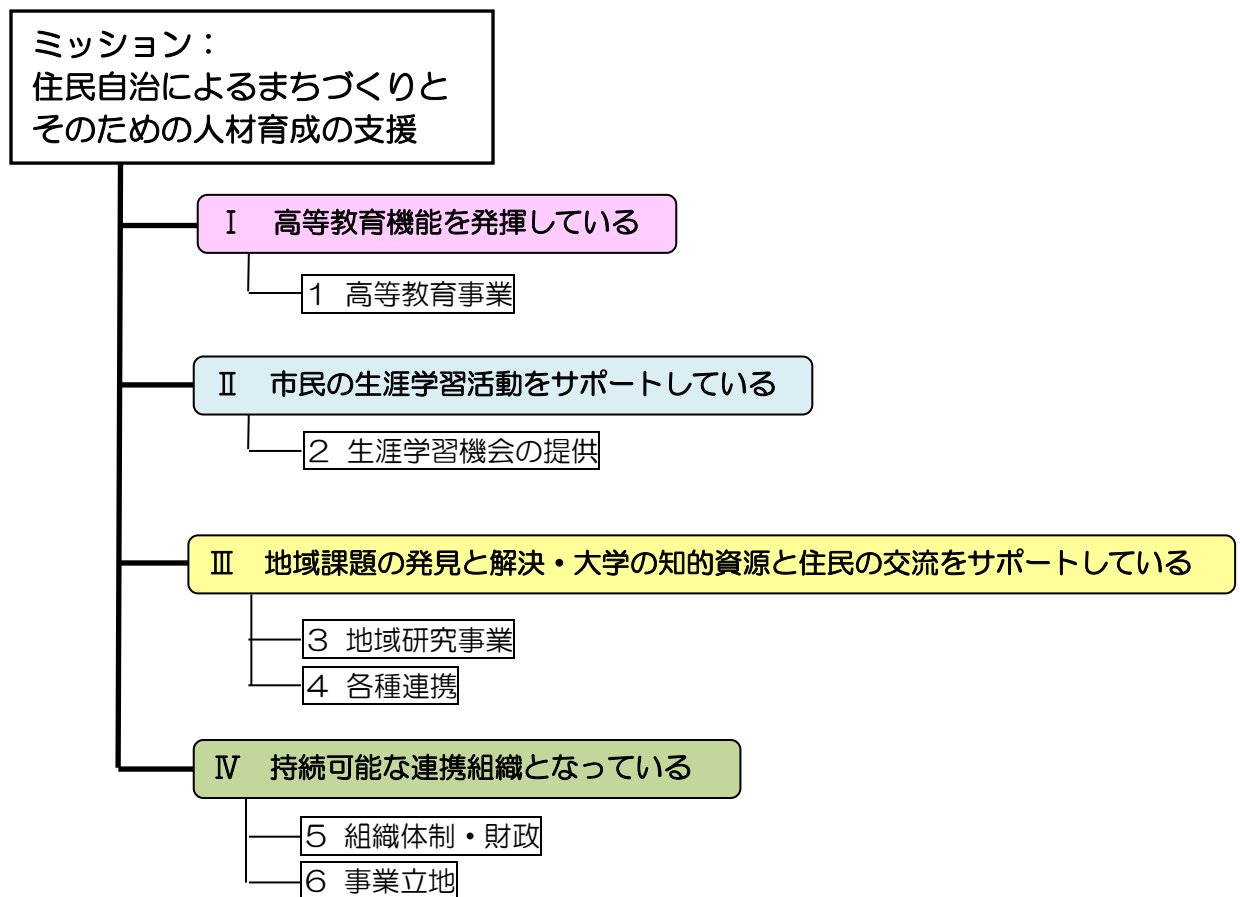 ミッション：
住民自治によるまちづくりと
そのための人材育成の支援
Ⅰ　高等教育機能を発揮している
１　高等教育事業
Ⅱ　市民の生涯学習活動をサポートしている
２　生涯学習機会の提供
Ⅲ　地域課題の発見と解決・大学の知的資源と住民の交流をサポートしている
３　地域研究事業
４　各種連携
Ⅳ　持続可能な連携組織となっている
５　組織体制・財政
６　事業立地